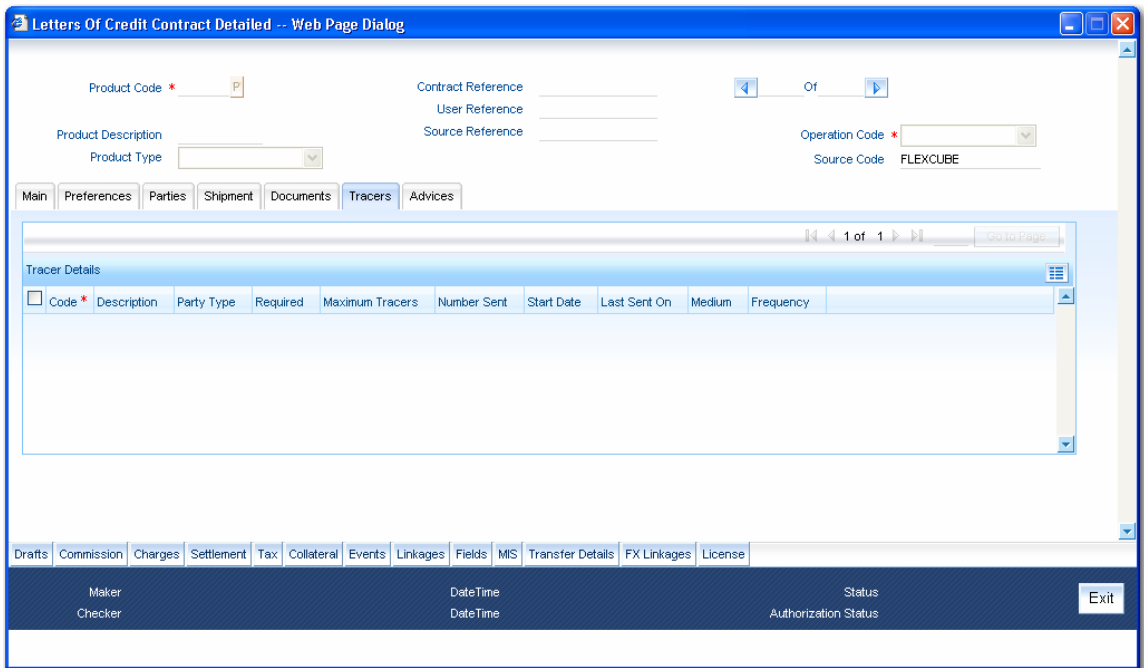 Letters Of Credit Contract Detailed -- Web Page Dialog
Product Code * P Contract Reference Of
User Reference
Product Description Source Reference Operation Code *
Product Type Source Code FLEXCUBE
Main Preferences Parties Shipment Documents Tracers Advices
1 of 1 Go to Page
Tracer Details
Code * Description Party Type Required Maximum Tracers Number Sent Start Date Last Sent On Medium Frequency
Drafts Commission Charges Settlement Tax Collateral Events Linkages Fields MIS Transfer Details FX Linkages License
Maker DateTime Status Exit
Checker DateTime Authorization Status